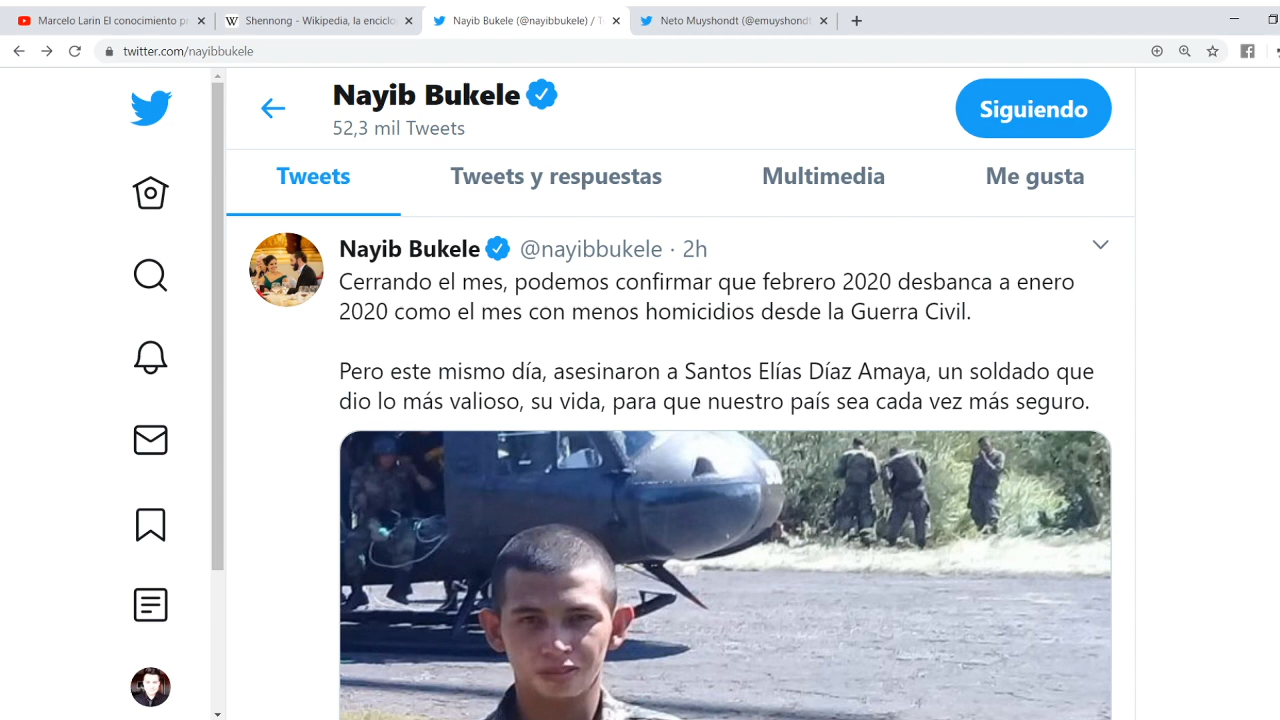 Marcelo Larin El conocimiento pr
Shennong - Wikipedia, la enciclo
Nayib Bukele (@nayibbukele) / T
Neto Muyshondt (@emuyshondt
twitter.com/nayibbukele
Nayib Bukele
52,3 mil Tweets
Siguiendo
Tweets
Tweets y respuestas
Multimedia
Me gusta
Nayib Bukele @nayibbukele · 2h
Cerrando el mes, podemos confirmar que febrero 2020 desbanca a enero
2020 como el mes con menos homicidios desde la Guerra Civil.
Pero este mismo día, asesinaron a Santos Elías Díaz Amaya, un soldado que
dio lo más valioso, su vida, para que nuestro país sea cada vez más seguro.